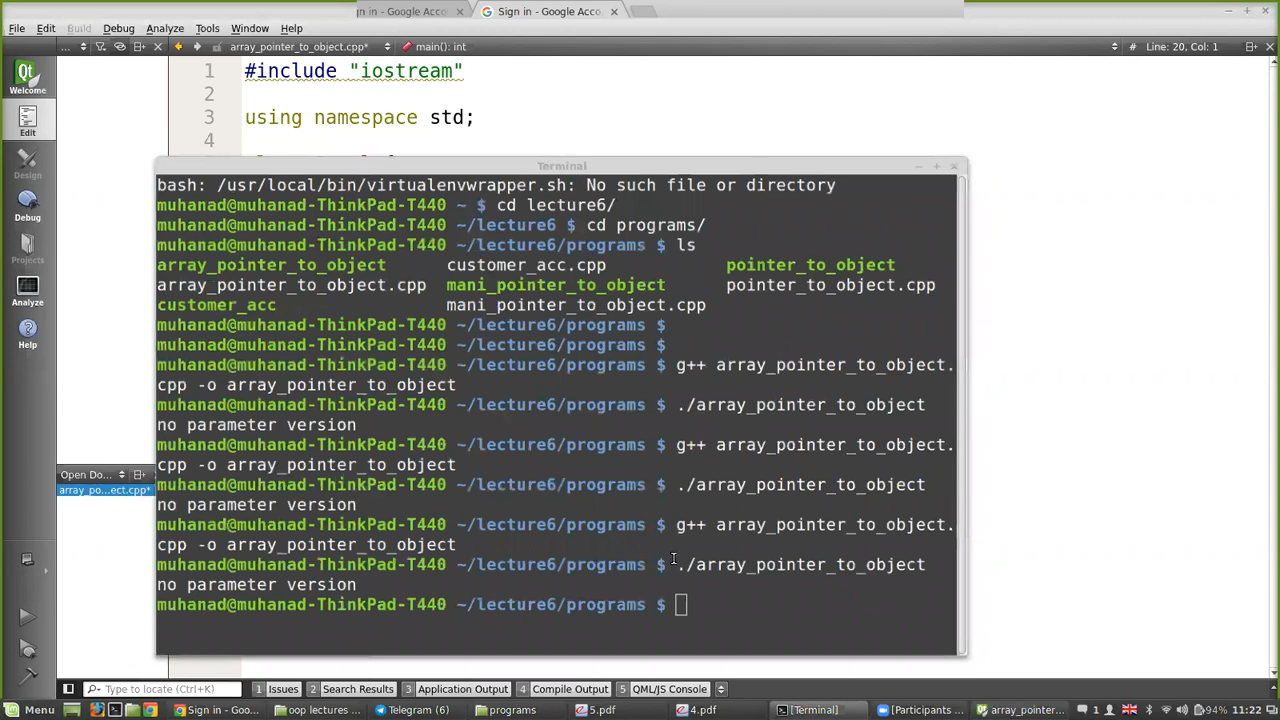 gn in - Google Acco
Sign in - Google Acco
File Edit Build Debug Analyze Tools Window Help
... array_pointer_to_object.cpp* main(): int # Line: 20, Col: 1
Welcome
Edit
Design
Debug
Projects
Analyze
Help
1 #include "iostream"
2
3 using namespace std;
4
Open Do...
array_po...ect.cpp*
Terminal
bash: /usr/local/bin/virtualenvwrapper.sh: No such file or directory
muhanad@muhanad-ThinkPad-T440 ~ $ cd lecture6/
muhanad@muhanad-ThinkPad-T440 ~/lecture6 $ cd programs/
muhanad@muhanad-ThinkPad-T440 ~/lecture6/programs $ ls
array_pointer_to_object customer_acc.cpp pointer_to_object
array_pointer_to_object.cpp mani_pointer_to_object pointer_to_object.cpp
customer_acc mani_pointer_to_object.cpp
muhanad@muhanad-ThinkPad-T440 ~/lecture6/programs $
muhanad@muhanad-ThinkPad-T440 ~/lecture6/programs $
muhanad@muhanad-ThinkPad-T440 ~/lecture6/programs $ g++ array_pointer_to_object.
cpp -o array_pointer_to_object
muhanad@muhanad-ThinkPad-T440 ~/lecture6/programs $ ./array_pointer_to_object
no parameter version
muhanad@muhanad-ThinkPad-T440 ~/lecture6/programs $ g++ array_pointer_to_object.
cpp -o array_pointer_to_object
muhanad@muhanad-ThinkPad-T440 ~/lecture6/programs $ ./array_pointer_to_object
no parameter version
muhanad@muhanad-ThinkPad-T440 ~/lecture6/programs $ g++ array_pointer_to_object.
cpp -o array_pointer_to_object
muhanad@muhanad-ThinkPad-T440 ~/lecture6/programs $ ./array_pointer_to_object
no parameter version
muhanad@muhanad-ThinkPad-T440 ~/lecture6/programs $
Type to locate (Ctrl+K) 1 Issues 2 Search Results 3 Application Output 4 Compile Output 5 QML/JS Console
Menu Sign in - Goo... oop lectures ... Telegram (6) programs 5.pdf 4.pdf [Terminal] [Participants ... array_pointer... 1 94% 11:22